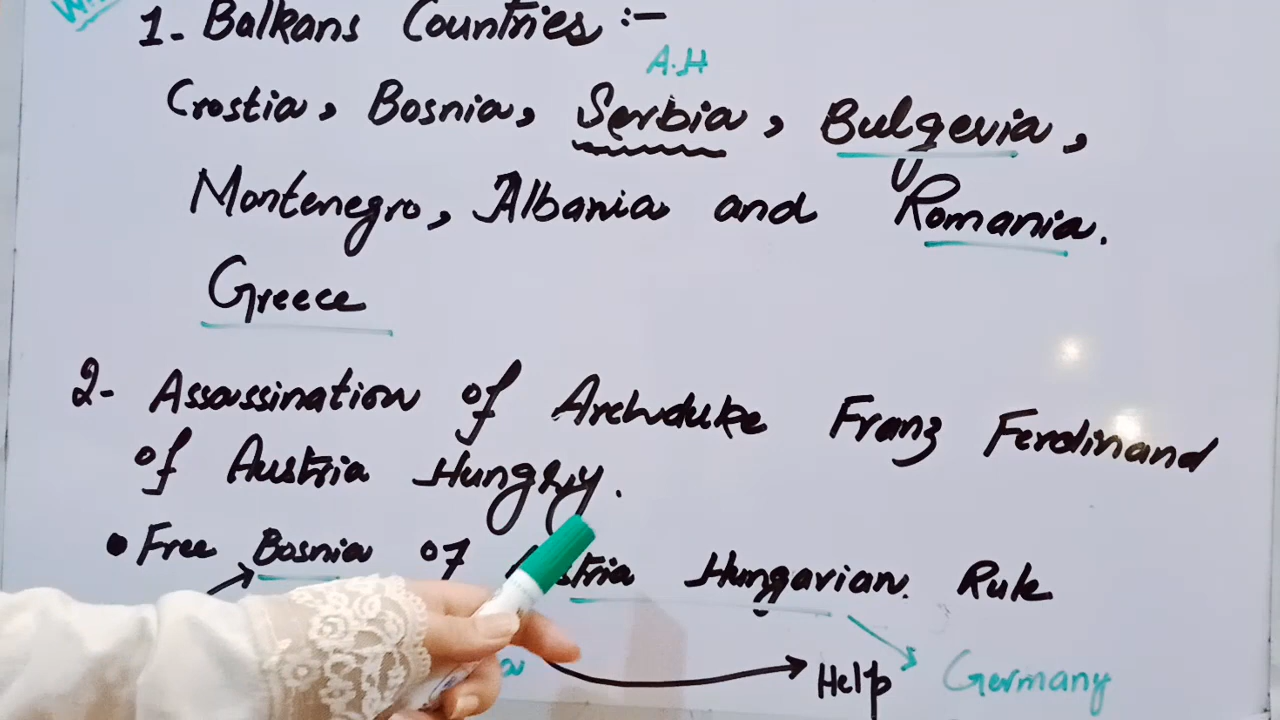 1- Balkans Countries :-
A.H
Crostia, Bosnia, Serbia, Bulgeria,
Montenegro, Albania and Romania.
Greece
2- Assassination of Archduke Franz Ferdinand
of Austria Hungry.
• Free Bosnia of Austria Hungarian. Rule
Help Germany